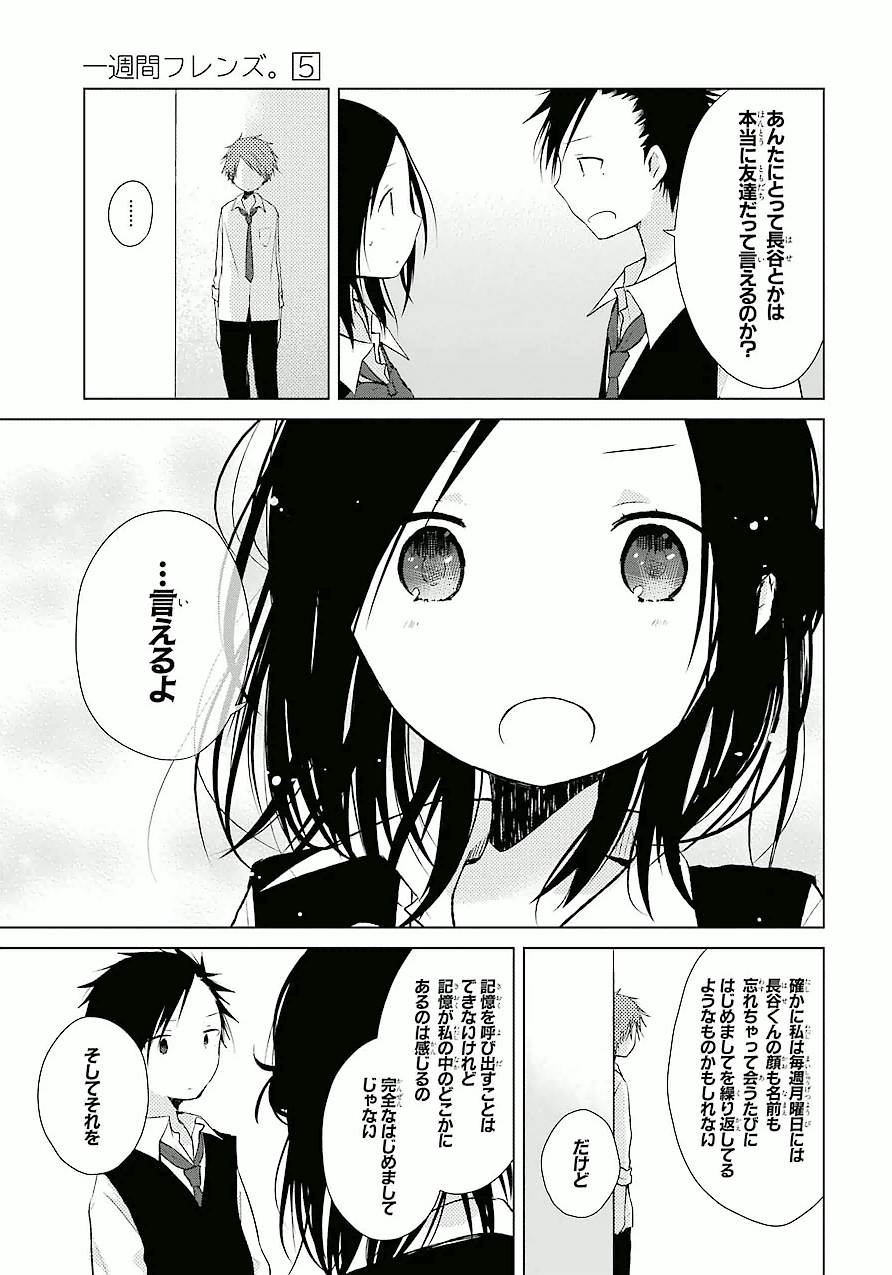 一週間フレンズ。5
あんたにとって長谷とかは
本当に友達だって言えるのか?
……
…言えるよ
確かに私は毎週月曜日には
長谷くんの顔も名前も
忘れちゃって会うたびに
はじめましてを繰り返してる
ようなものかもしれない
だけど
記憶を呼び出すことは
できないけれど
記憶が私の中のどこかに
あるのは感じるの
完全なはじめまして
じゃない
そしてそれを